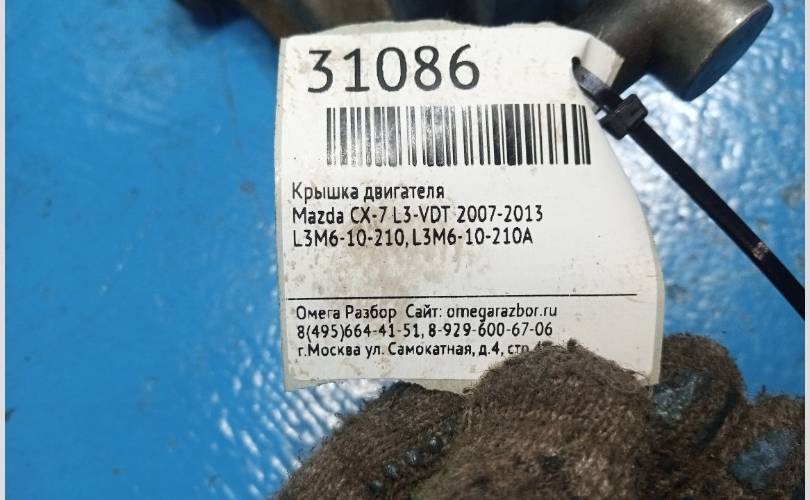 31086
Крышка двигателя
Mazda CX-7 L3-VDT 2007-2013
L3M6-10-210, L3M6-10-210A
Омега Разбор Сайт: omegarazbor.ru
8(495)664-41-51, 8-929-600-67-06
г.Москва ул. Самокатная, д.4, стр